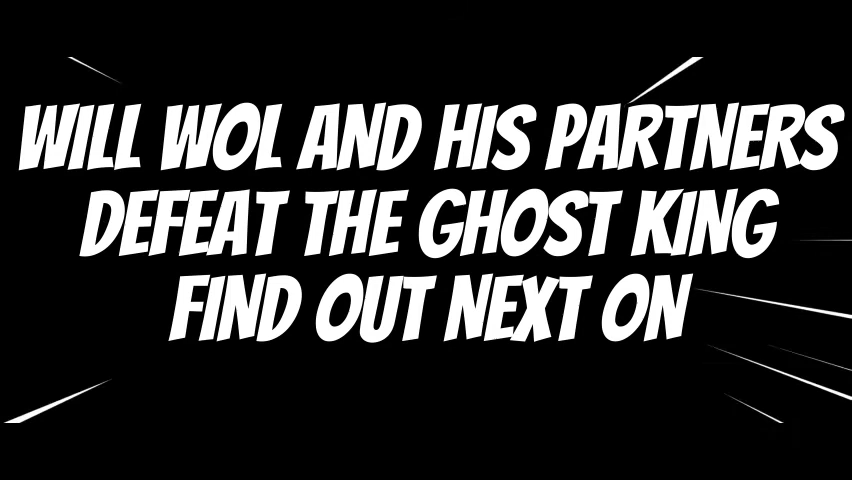 WILL WOL AND HIS PARTNERS
DEFEAT THE GHOST KING
FIND OUT NEXT ON